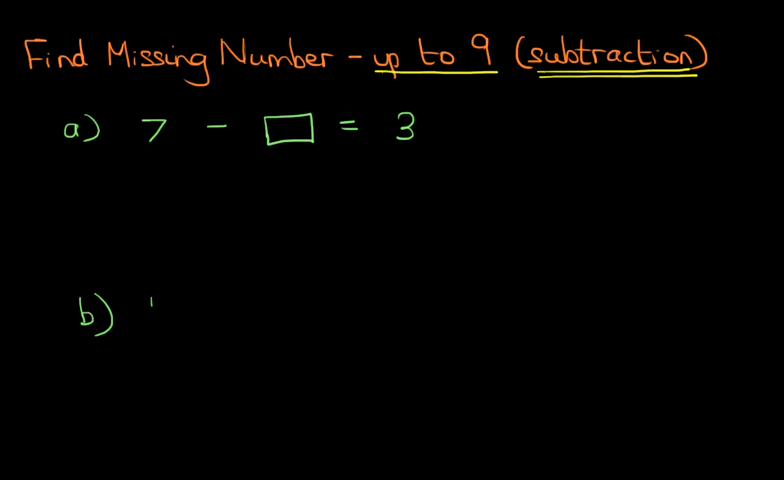 Find Missing Number - up to 9 (subtraction)
a) 7 - □ = 3
b)